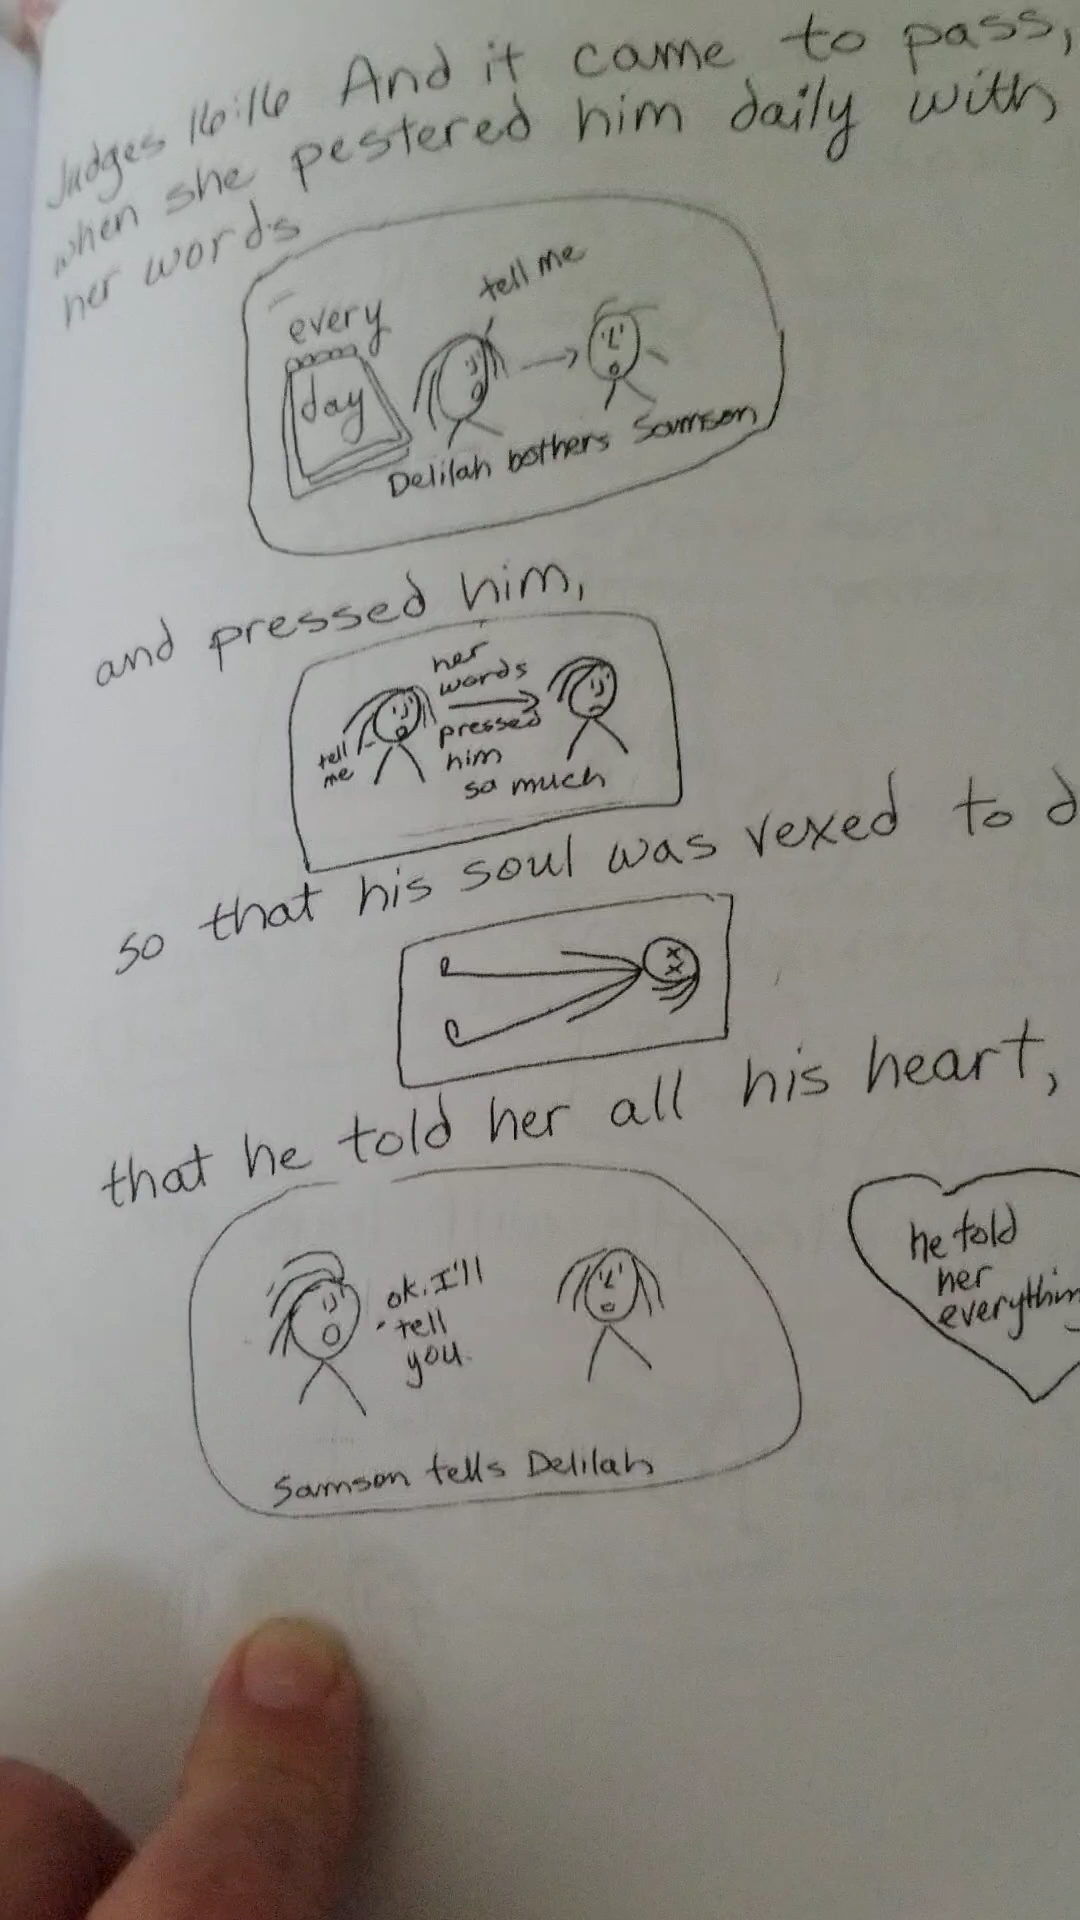 Judges 16:16 And it came to pass,
when she pestered him daily with
her words
tell me
every
day
Delilah bothers Samson
and pressed him,
her
words
pressed
him
so much
tell
me
so that his soul was vexed to d
that he told her all his heart,
ok. I'll
tell
you.
Samson tells Delilah
he told
her
everythin